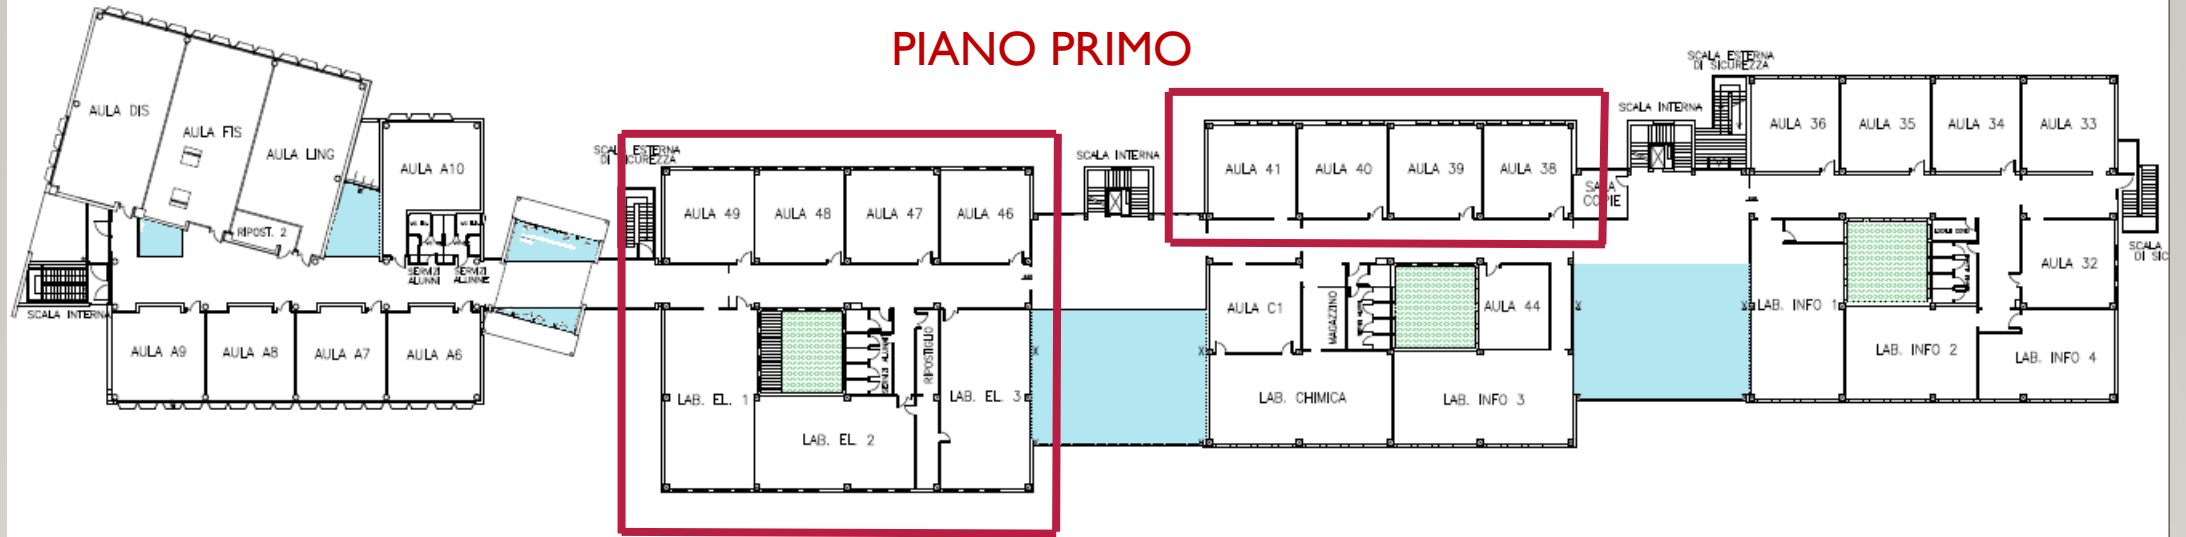 PIANO PRIMO
AULA DIS
AULA FIS
AULA LING
RIPOST. 2
AULA A10
SERVIZI
ALUNNI
SERVIZI
ALUNNE
SCALA INTERNA
AULA A9
AULA A8
AULA A7
AULA A6
SCALA ESTERNA
DI SICUREZZA
AULA 49
AULA 48
AULA 47
AULA 46
LAB. EL. 1
LAB. EL. 2
RIPOSTIGLIO
LAB. EL. 3
SCALA INTERNA
AULA 41
AULA 40
AULA 39
AULA 38
SALA
COPIE
AULA C1
MAGAZZINO
AULA 44
LAB. CHIMICA
LAB. INFO 3
SCALA INTERNA
SCALA ESTERNA
DI SICUREZZA
AULA 36
AULA 35
AULA 34
AULA 33
AULA 32
LAB. INFO 1
LAB. INFO 2
LAB. INFO 4
SCALA
DI SIC